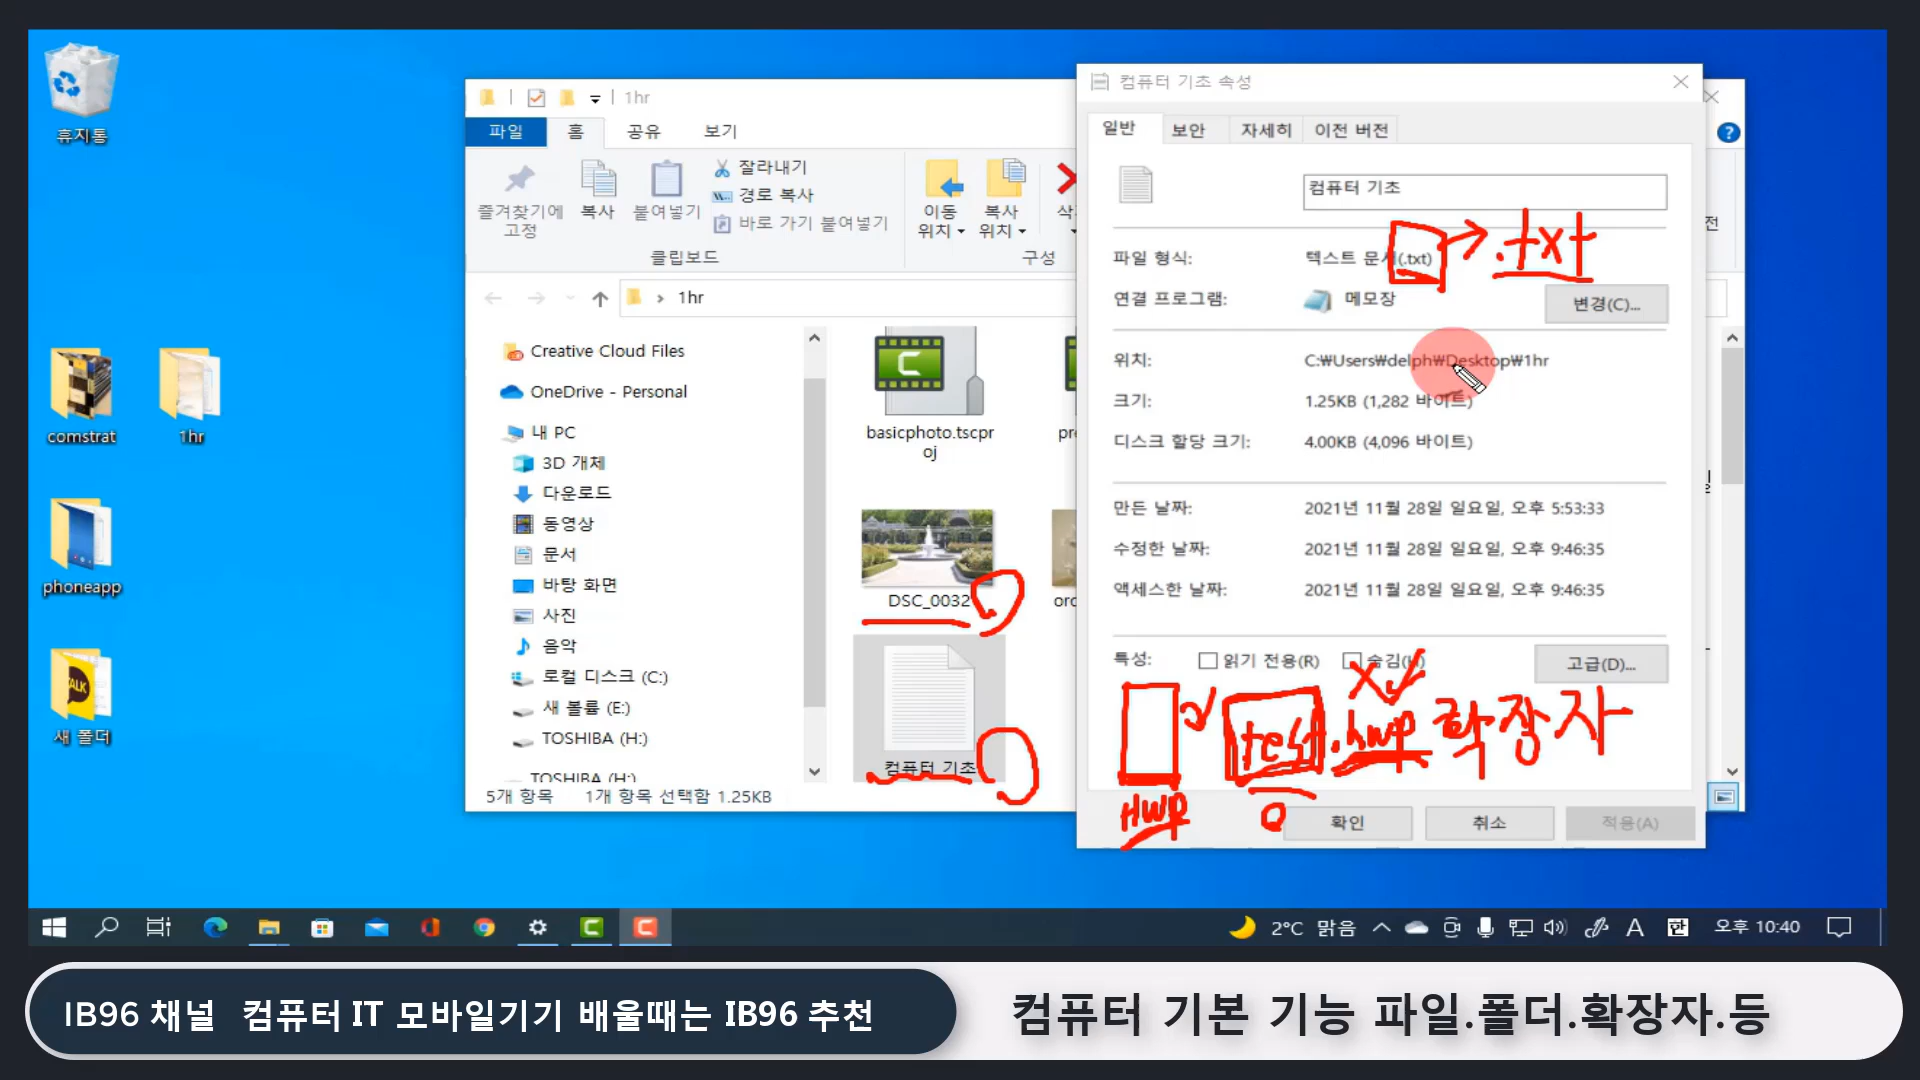 휴지통
comstrat
1hr
phoneapp
새 폴더
TALK
1hr
파일
홈
공유
보기
즐겨찾기에
고정
복사
붙여넣기
잘라내기
경로 복사
바로 가기 붙여넣기
이동
위치
복사
위치
클립보드
구성
전
1hr
Creative Cloud Files
OneDrive - Personal
내 PC
3D 개체
다운로드
동영상
문서
바탕 화면
사진
음악
로컬 디스크 (C:)
새 볼륨 (E:)
TOSHIBA (H:)
TOSHIBA (H:)
basicphoto.tscpr
oj
DSC_0032
컴퓨터 기초
5개 항목
1개 항목 선택함 1.25KB
컴퓨터 기초 속성
일반
보안
자세히
이전 버전
컴퓨터 기초
파일 형식:
텍스트 문서(.txt)
.txt
연결 프로그램:
메모장
변경(C)...
위치:
C:₩Users₩delph₩Desktop₩1hr
크기:
1.25KB (1,282 바이트)
디스크 할당 크기:
4.00KB (4,096 바이트)
만든 날짜:
2021년 11월 28일 일요일, 오후 5:53:33
수정한 날짜:
2021년 11월 28일 일요일, 오후 9:46:35
액세스한 날짜:
2021년 11월 28일 일요일, 오후 9:46:35
특성:
읽기 전용(R)
숨김(H)
고급(D)...
test.hwp 확장자
HWP
확인
취소
적용(A)
2°C 맑음
A
한
오후 10:40
IB96 채널 컴퓨터 IT 모바일기기 배울때는 IB96 추천
컴퓨터 기본 기능 파일.폴더.확장자.등